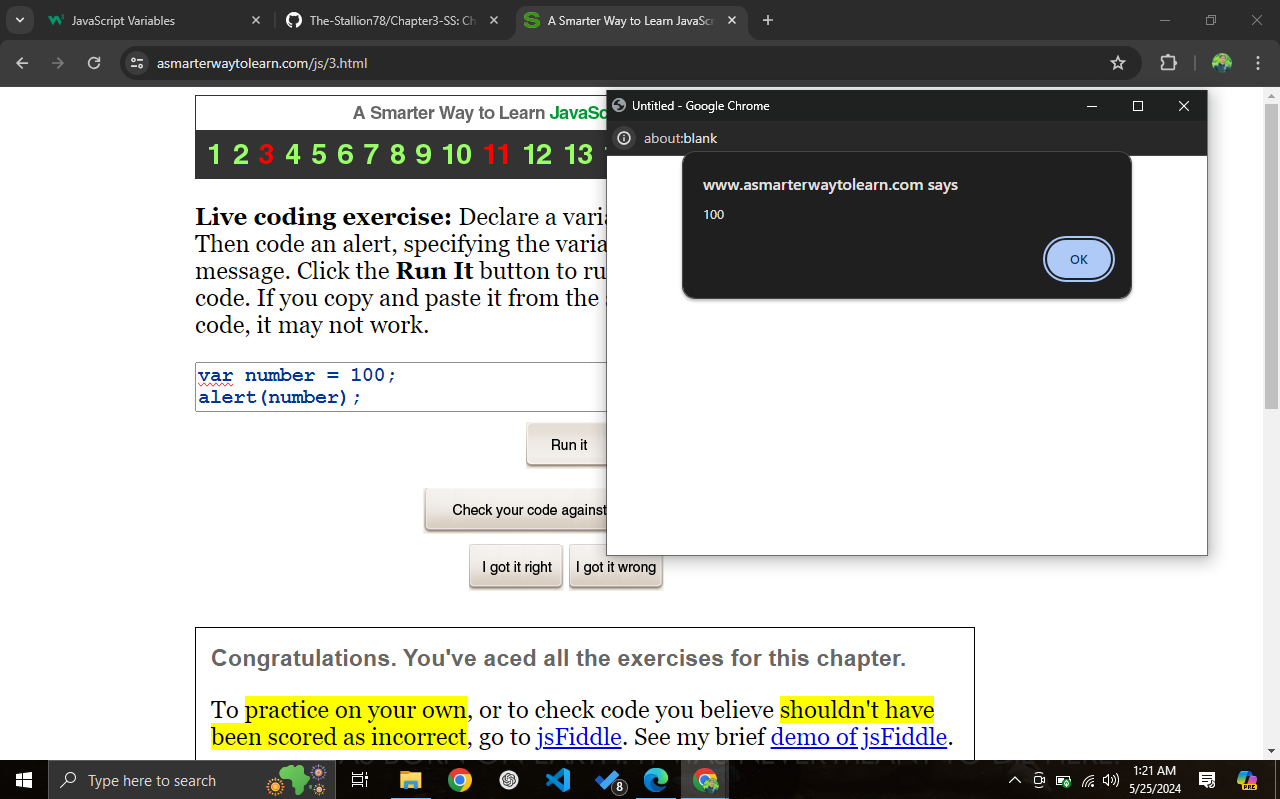 JavaScript Variables
The-Stallion78/Chapter3-SS: Ch
A Smarter Way to Learn JavaScr
asmarterwaytolearn.com/js/3.html
A Smarter Way to Learn JavaSc
1 2 3 4 5 6 7 8 9 10 11 12 13
Untitled - Google Chrome
about:blank
www.asmarterwaytolearn.com says
100
OK
Live coding exercise: Declare a varia
Then code an alert, specifying the varia
message. Click the Run It button to ru
code. If you copy and paste it from the
code, it may not work.
var number = 100;
alert(number);
Run it
Check your code against
I got it right
I got it wrong
Congratulations. You've aced all the exercises for this chapter.
To practice on your own, or to check code you believe shouldn't have
been scored as incorrect, go to jsFiddle. See my brief demo of jsFiddle.
Type here to search
8
PRE
1:21 AM
5/25/2024